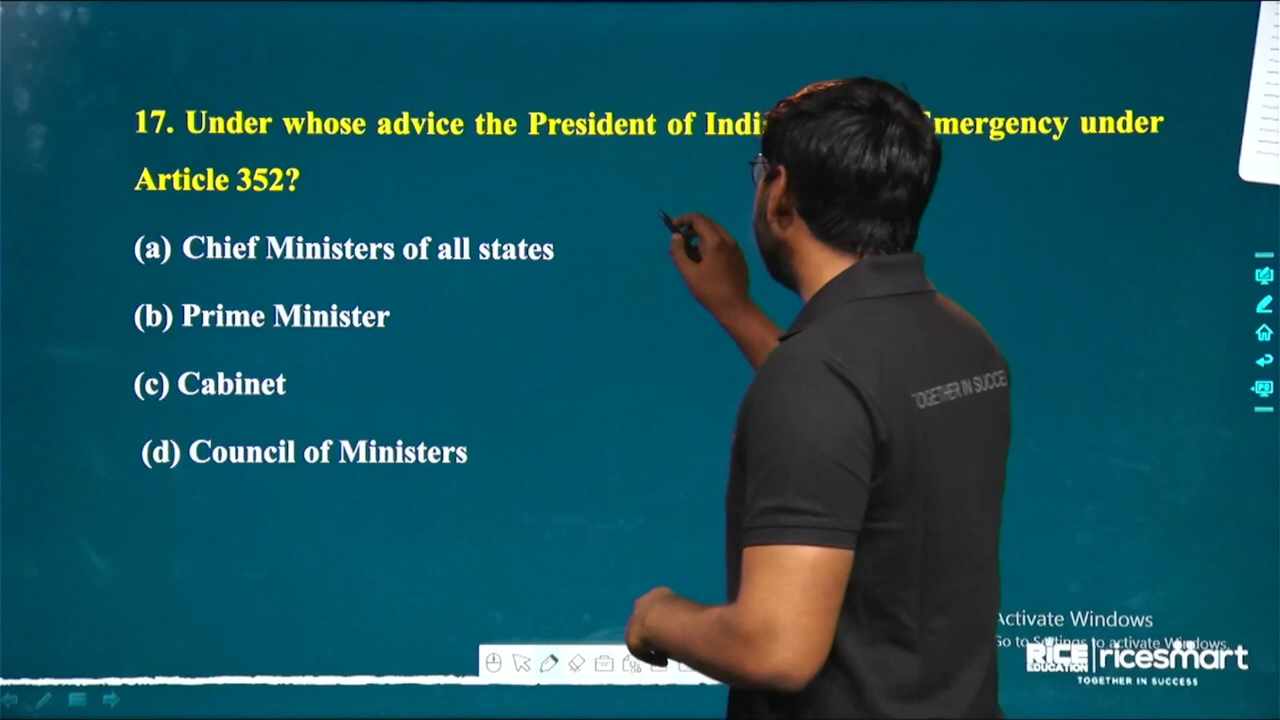 17. Under whose advice the President of Emergency under
Article 352?
(a) Chief Ministers of all states
(b) Prime Minister
(c) Cabinet
(d) Council of Ministers
TOGETHER IN
Activate Windows
Go to Settings to activate Windows.
RICE EDUCATION | ricesmart
TOGETHER IN SUCCESS